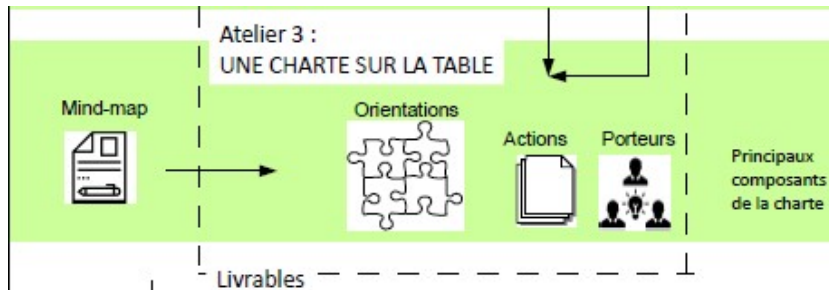 Atelier 3 :
UNE CHARTE SUR LA TABLE
Mind-map
Orientations
Actions
Porteurs
Principaux
composants
de la charte
Livrables